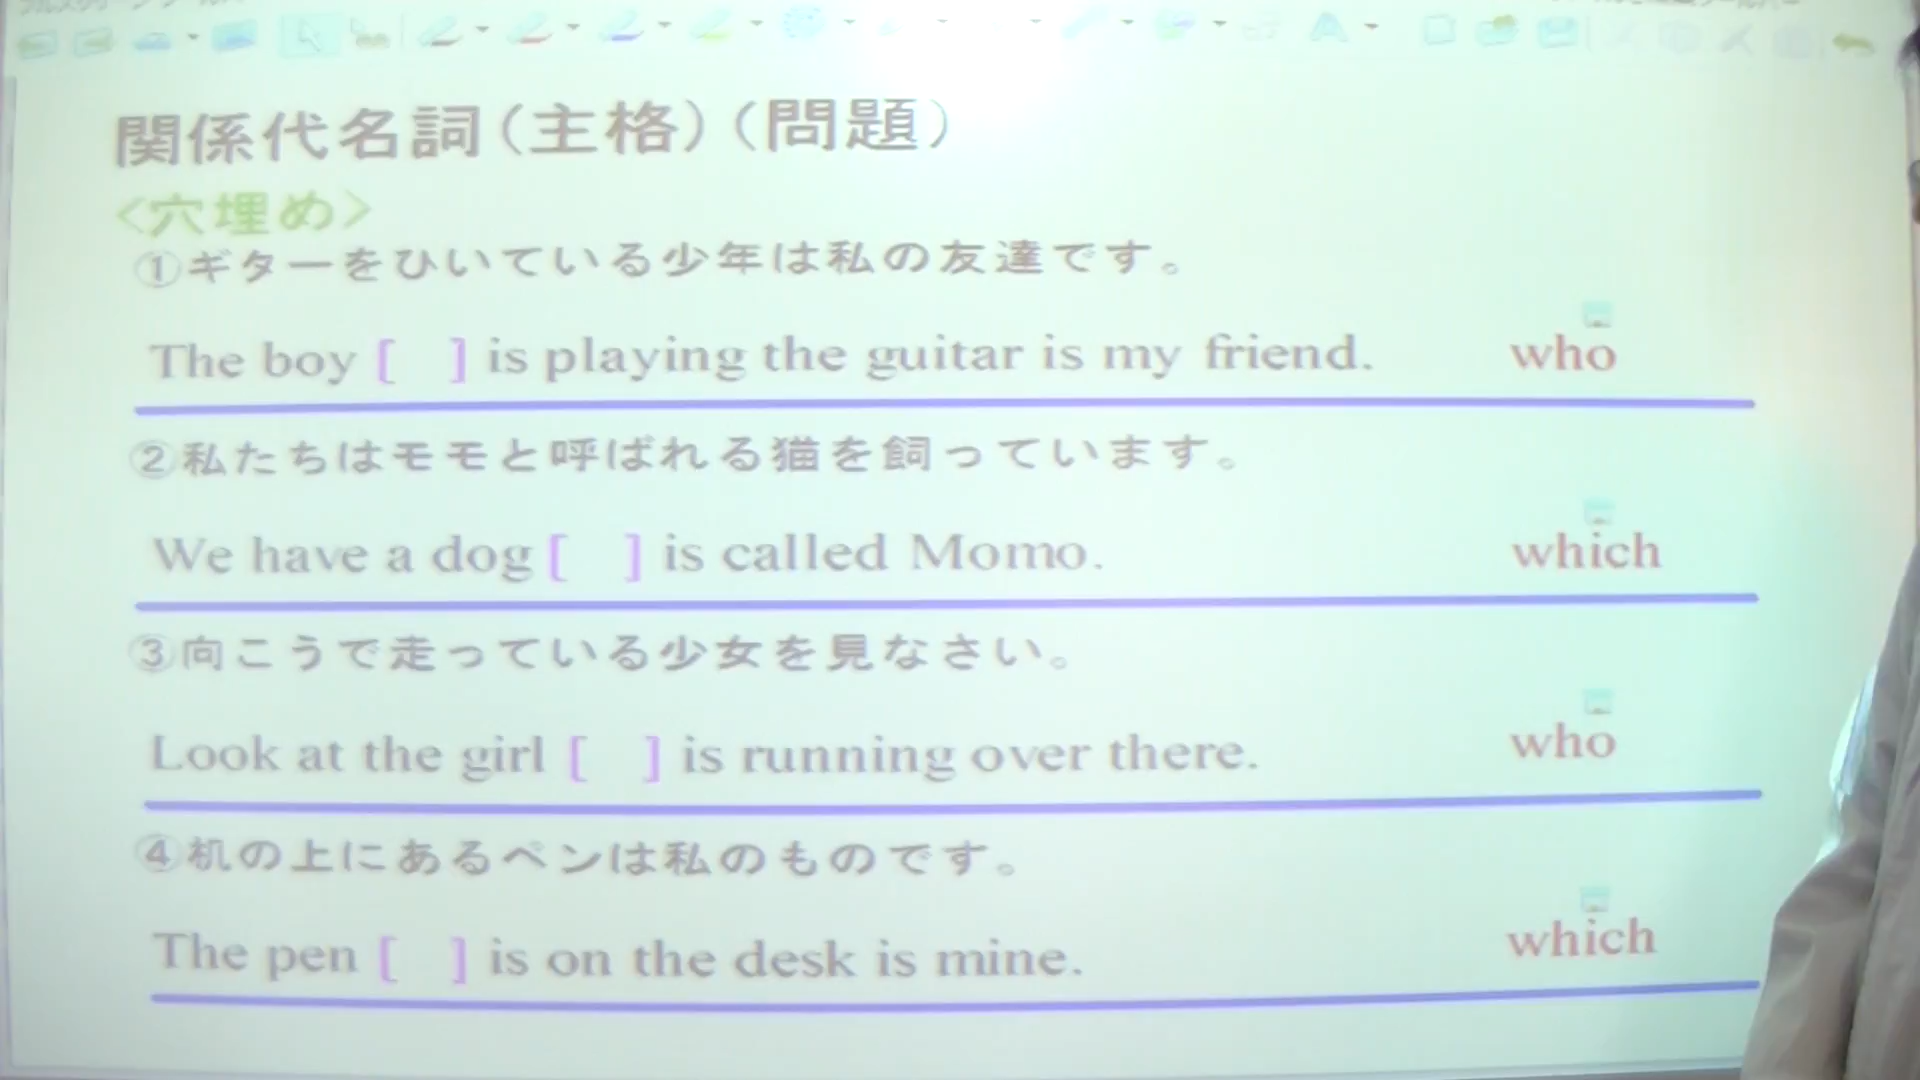 関係代名詞(主格)(問題)
<穴埋め>
①ギターをひいている少年は私の友達です。
The boy [ ] is playing the guitar is my friend. who
②私たちはモモと呼ばれる猫を飼っています。
We have a dog [ ] is called Momo. which
③向こうで走っている少女を見なさい。
Look at the girl [ ] is running over there. who
④机の上にあるペンは私のものです。
The pen [ ] is on the desk is mine. which